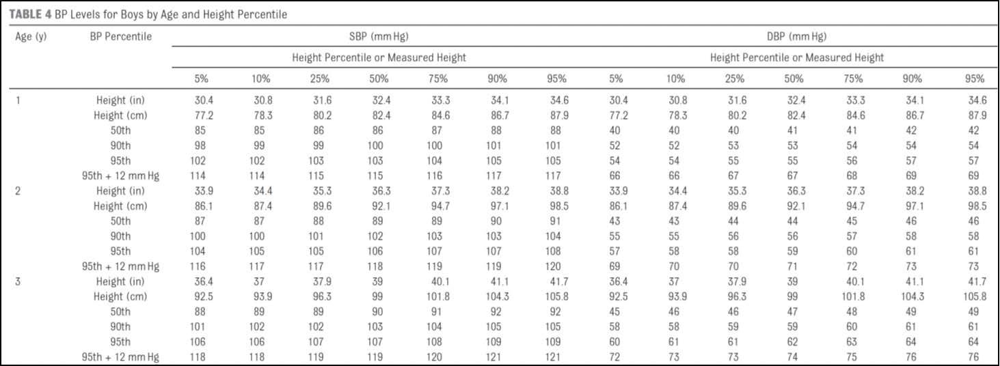 TABLE 4 BP Levels for Boys by Age and Height Percentile
Age (y) BP Percentile SBP (mm Hg) DBP (mm Hg)
Height Percentile or Measured Height Height Percentile or Measured Height
5% 10% 25% 50% 75% 90% 95% 5% 10% 25% 50% 75% 90% 95%
1 Height (in) 30.4 30.8 31.6 32.4 33.3 34.1 34.6 30.4 30.8 31.6 32.4 33.3 34.1 34.6
Height (cm) 77.2 78.3 80.2 82.4 84.6 86.7 87.9 77.2 78.3 80.2 82.4 84.6 86.7 87.9
50th 85 85 86 86 87 88 88 40 40 40 41 41 42 42
90th 98 99 99 100 100 101 101 52 52 53 53 54 54 54
95th 102 102 103 103 104 105 105 54 54 55 55 56 57 57
95th + 12 mm Hg 114 114 115 115 116 117 117 66 66 67 67 68 69 69
2 Height (in) 33.9 34.4 35.3 36.3 37.3 38.2 38.8 33.9 34.4 35.3 36.3 37.3 38.2 38.8
Height (cm) 86.1 87.4 89.6 92.1 94.7 97.1 98.5 86.1 87.4 89.6 92.1 94.7 97.1 98.5
50th 87 87 88 89 89 90 91 43 43 44 44 45 46 46
90th 100 100 101 102 103 103 104 55 55 56 56 57 58 58
95th 104 105 105 106 107 107 108 57 58 58 59 60 61 61
95th + 12 mm Hg 116 117 117 118 119 119 120 69 70 70 71 72 73 73
3 Height (in) 36.4 37 37.9 39 40.1 41.1 41.7 36.4 37 37.9 39 40.1 41.1 41.7
Height (cm) 92.5 93.9 96.3 99 101.8 104.3 105.8 92.5 93.9 96.3 99 101.8 104.3 105.8
50th 88 89 89 90 91 92 92 45 46 46 47 48 49 49
90th 101 102 102 103 104 105 105 58 58 59 59 60 61 61
95th 106 106 107 107 108 109 109 60 61 61 62 63 64 64
95th + 12 mm Hg 118 118 119 119 120 121 121 72 73 73 74 75 76 76